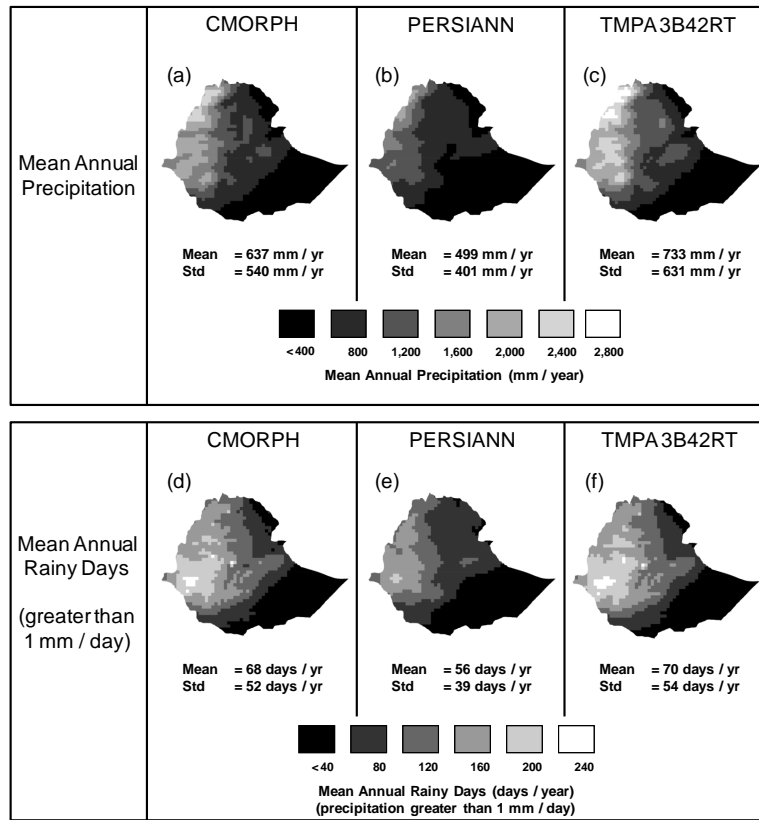 CMORPH PERSIANN TMPA 3B42RT
(a) (b) (c)
Mean Annual
Precipitation
Mean = 637 mm / yr Mean = 499 mm / yr Mean = 733 mm / yr
Std = 540 mm / yr Std = 401 mm / yr Std = 631 mm / yr
<400 800 1,200 1,600 2,000 2,400 2,800
Mean Annual Precipitation (mm / year)
CMORPH PERSIANN TMPA 3B42RT
(d) (e) (f)
Mean Annual
Rainy Days
(greater than
1 mm / day)
Mean = 68 days / yr Mean = 56 days / yr Mean = 70 days / yr
Std = 52 days / yr Std = 39 days / yr Std = 54 days / yr
<40 80 120 160 200 240
Mean Annual Rainy Days (days / year)
(precipitation greater than 1 mm / day)